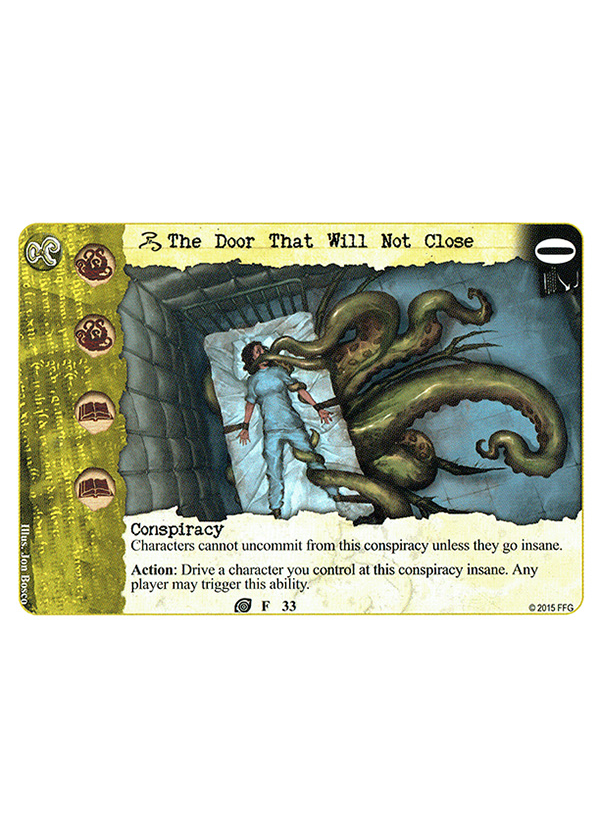 The Door That Will Not Close
0
Conspiracy
Characters cannot uncommit from this conspiracy unless they go insane.
Action: Drive a character you control at this conspiracy insane. Any
player may trigger this ability.
F 33
© 2015 FFG
Illus. Jon Bosco